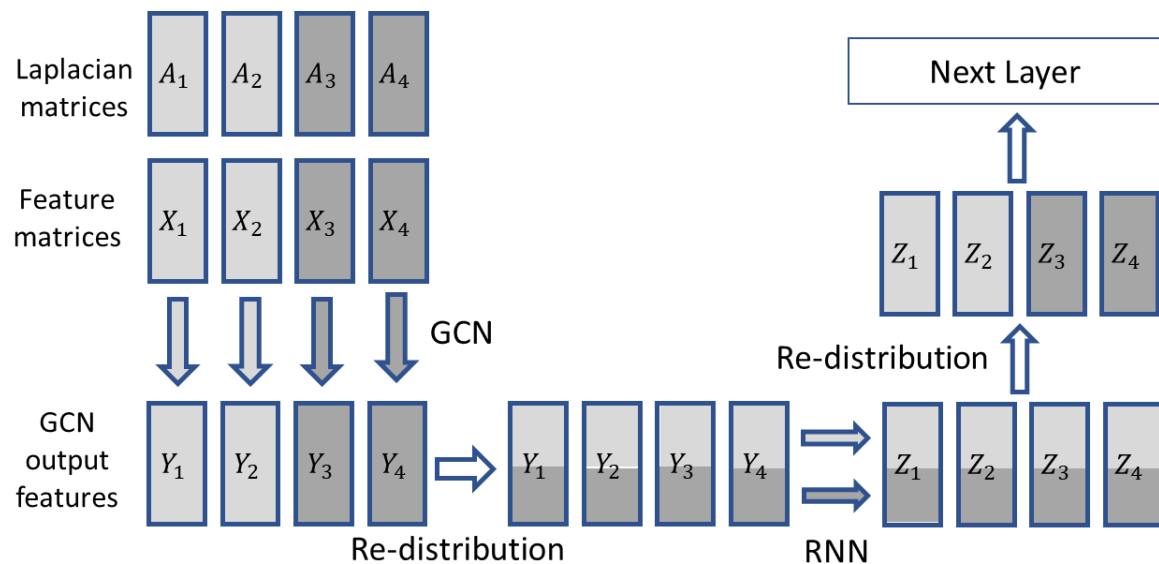 Laplacian
matrices
A₁ A₂ A₃ A₄
Feature
matrices
X₁ X₂ X₃ X₄
GCN
GCN
output
features
Y₁ Y₂ Y₃ Y₄
Re-distribution
Y₁ Y₂ Y₃ Y₄
RNN
Z₁ Z₂ Z₃ Z₄
Re-distribution
Z₁ Z₂ Z₃ Z₄
Next Layer